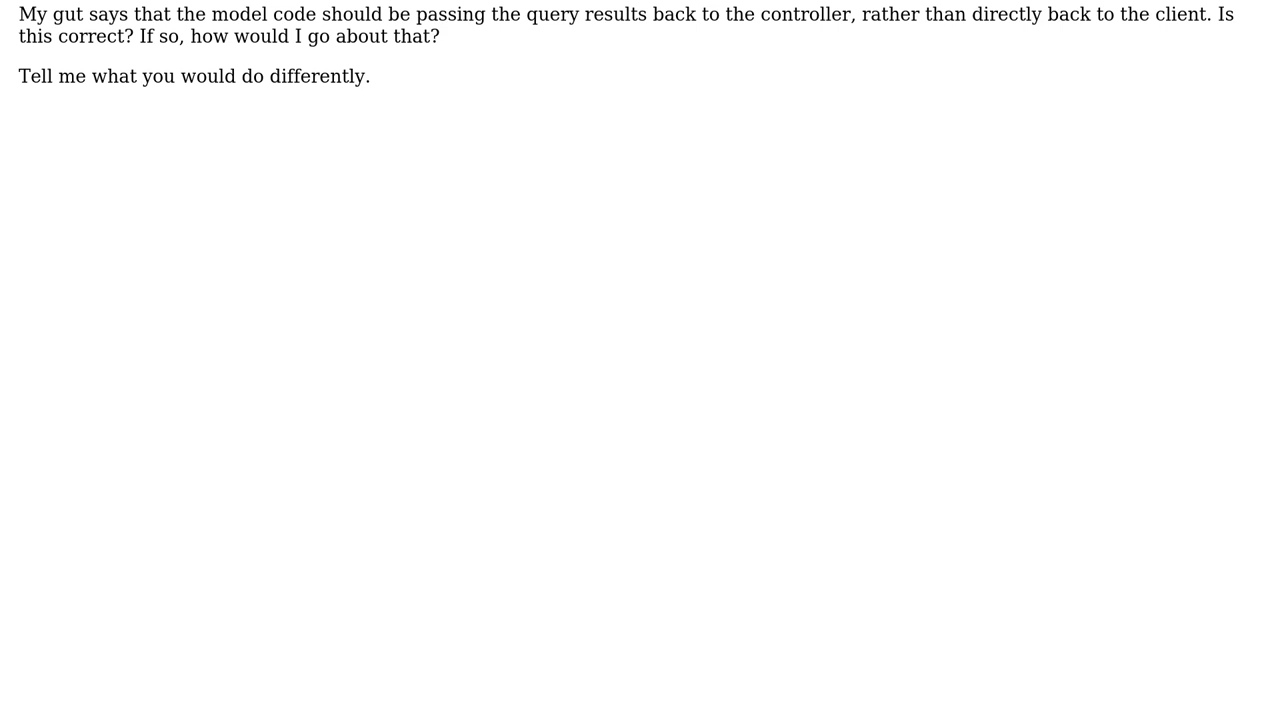 My gut says that the model code should be passing the query results back to the controller, rather than directly back to the client. Is
this correct? If so, how would I go about that?
Tell me what you would do differently.